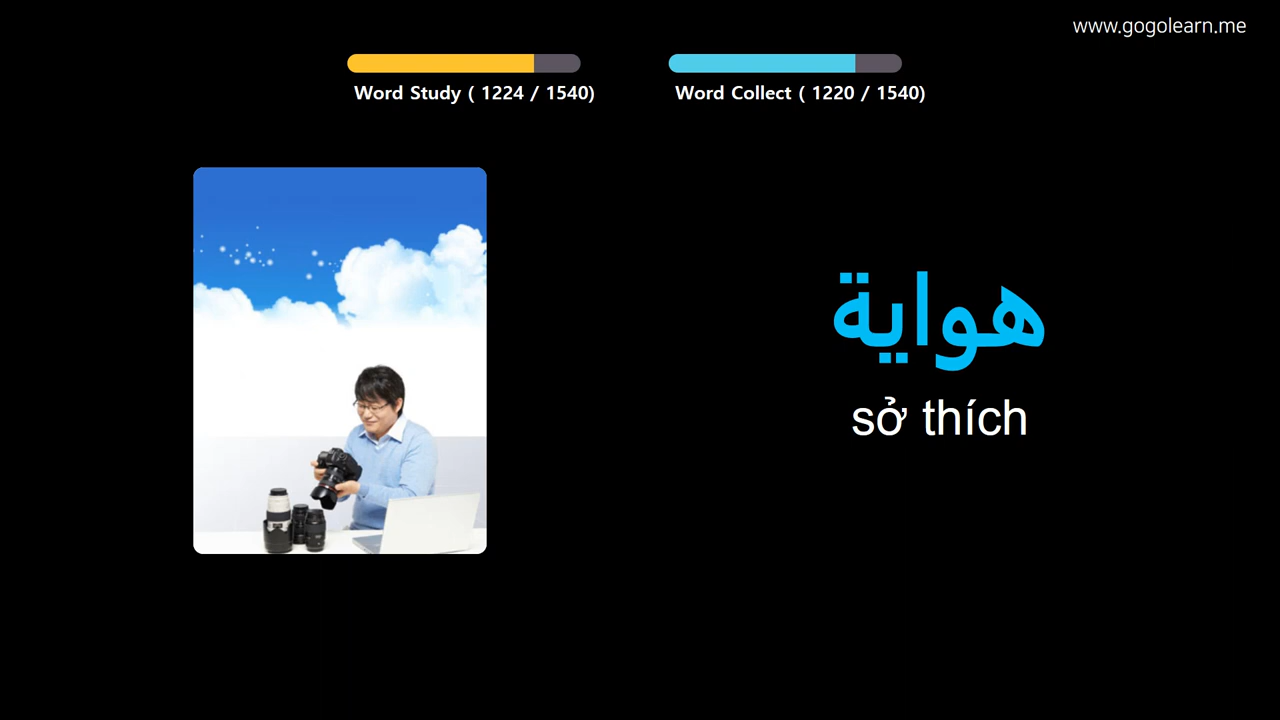 www.gogolearn.me
Word Study ( 1224 / 1540)
Word Collect ( 1220 / 1540)
هواية
sở thích